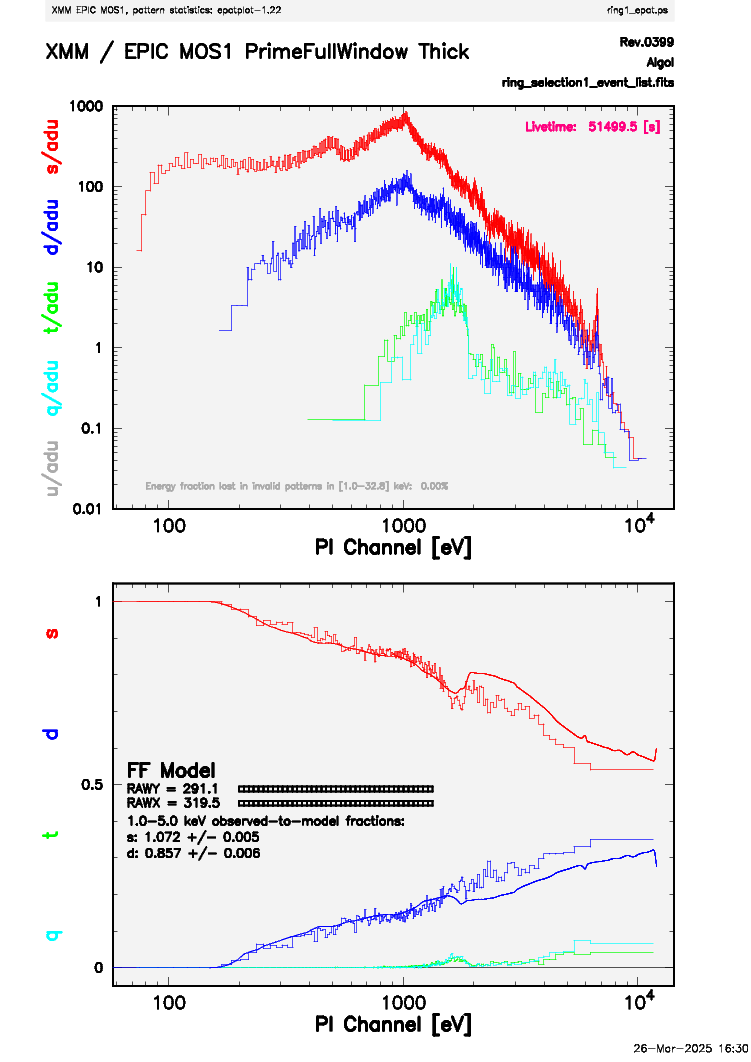 XMM EPIC MOS1, pattern statistics: epatplot-1.22
ring1_epat.ps
XMM / EPIC MOS1 PrimeFullWindow Thick
Rev.0399
Algol
ring_selection1_event_list.fits
Livetime: 51499.5 [s]
1000
100
10
1
0.1
0.01
u/adu q/adu t/adu d/adu s/adu
Energy fraction lost in invalid patterns in [1.0-32.8] keV: 0.00%
100 1000 10⁴
PI Channel [eV]
1
0.5
0
q t d s
FF Model
RAWY = 291.1
RAWX = 319.5
1.0-5.0 keV observed-to-model fractions:
s: 1.072 +/- 0.005
d: 0.857 +/- 0.006
100 1000 10⁴
PI Channel [eV]
26-Mar-2025 16:30